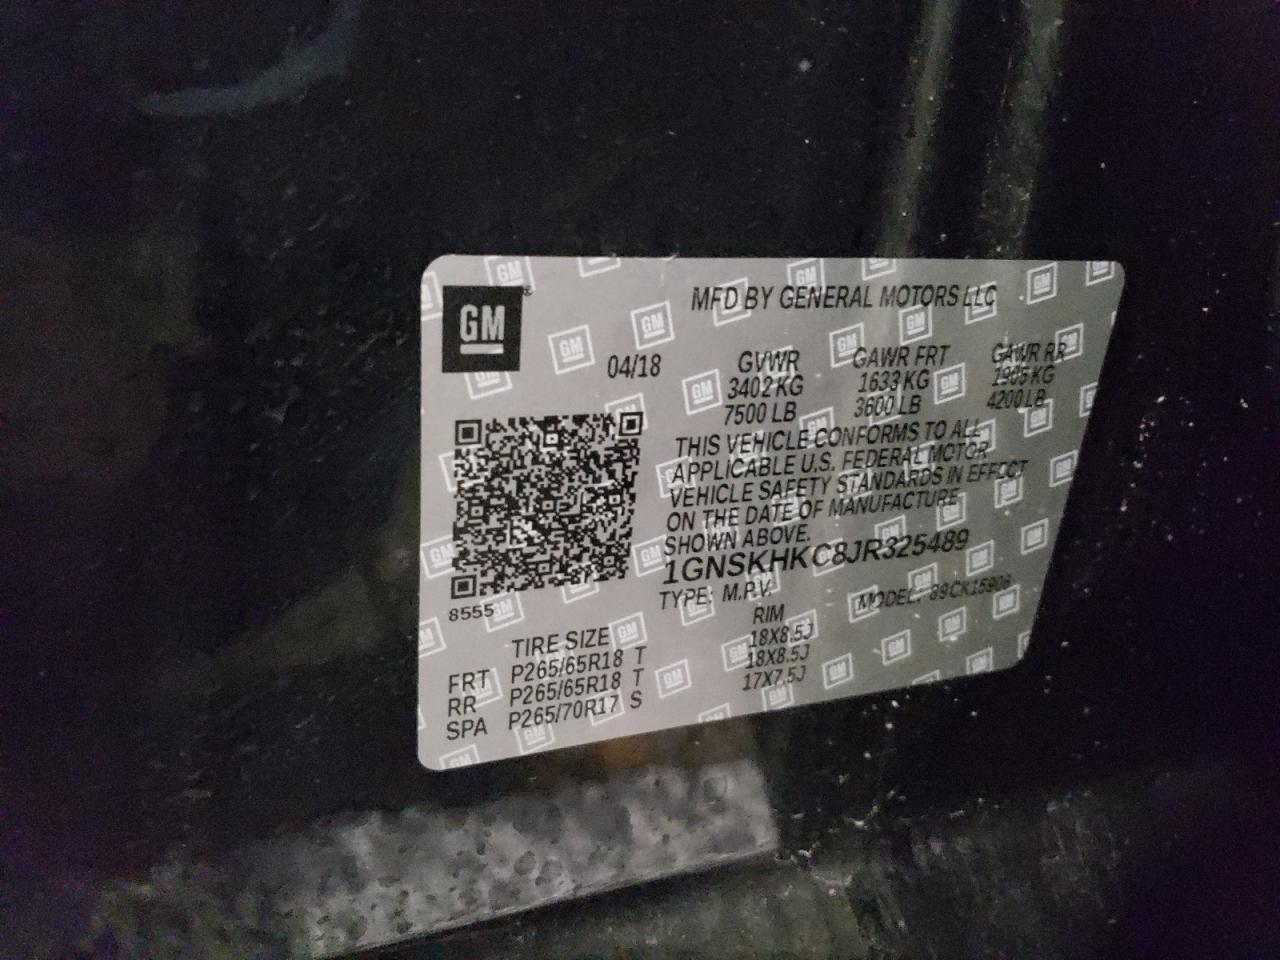 GM
MFD BY GENERAL MOTORS LLC
04/18 GVWR GAWR FRT GAWR RR
3402 KG 1633 KG 1905 KG
7500 LB 3600 LB 4200 LB
THIS VEHICLE CONFORMS TO ALL
APPLICABLE U.S. FEDERAL MOTOR
VEHICLE SAFETY STANDARDS IN EFFECT
ON THE DATE OF MANUFACTURE
SHOWN ABOVE.
1GNSKHKC8JR325489
TYPE: M.P.V. MODEL: 89CK15906
8555
TIRE SIZE RIM
FRT P265/65R18 T 18X8.5J
RR P265/65R18 T 18X8.5J
SPA P265/70R17 S 17X7.5J